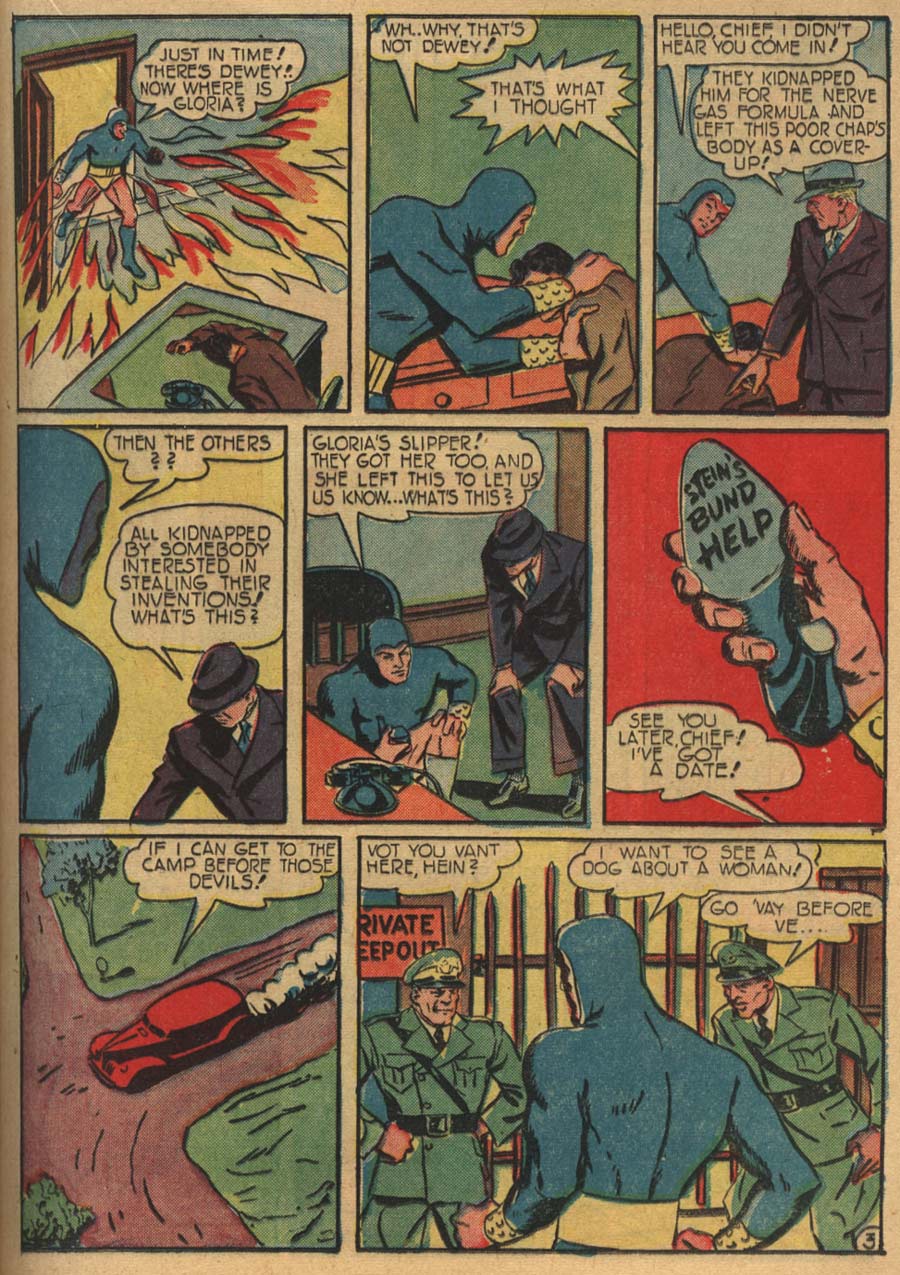 JUST IN TIME!
THERE'S DEWEY!
NOW WHERE IS
GLORIA?
WH..WHY, THAT'S
NOT DEWEY!
THAT'S WHAT
I THOUGHT
HELLO, CHIEF, I DIDN'T
HEAR YOU COME IN!
THEY KIDNAPPED
HIM FOR THE NERVE
GAS FORMULA AND
LEFT THIS POOR CHAP'S
BODY AS A COVER-
UP!
THEN THE OTHERS
??
ALL KIDNAPPED
BY SOMEBODY
INTERESTED IN
STEALING THEIR
INVENTIONS!
WHAT'S THIS?
GLORIA'S SLIPPER!
THEY GOT HER TOO, AND
SHE LEFT THIS TO LET US
US KNOW...WHAT'S THIS?
STEIN'S
BUND
HELP
SEE YOU
LATER, CHIEF!
I'VE GOT
A DATE!
IF I CAN GET TO THE
CAMP BEFORE THOSE
DEVILS!
VOT YOU VANT
HERE, HEIN?
I WANT TO SEE A
DOG ABOUT A WOMAN!
GO 'VAY BEFORE
VE....
RIVATE
EEP OUT
3